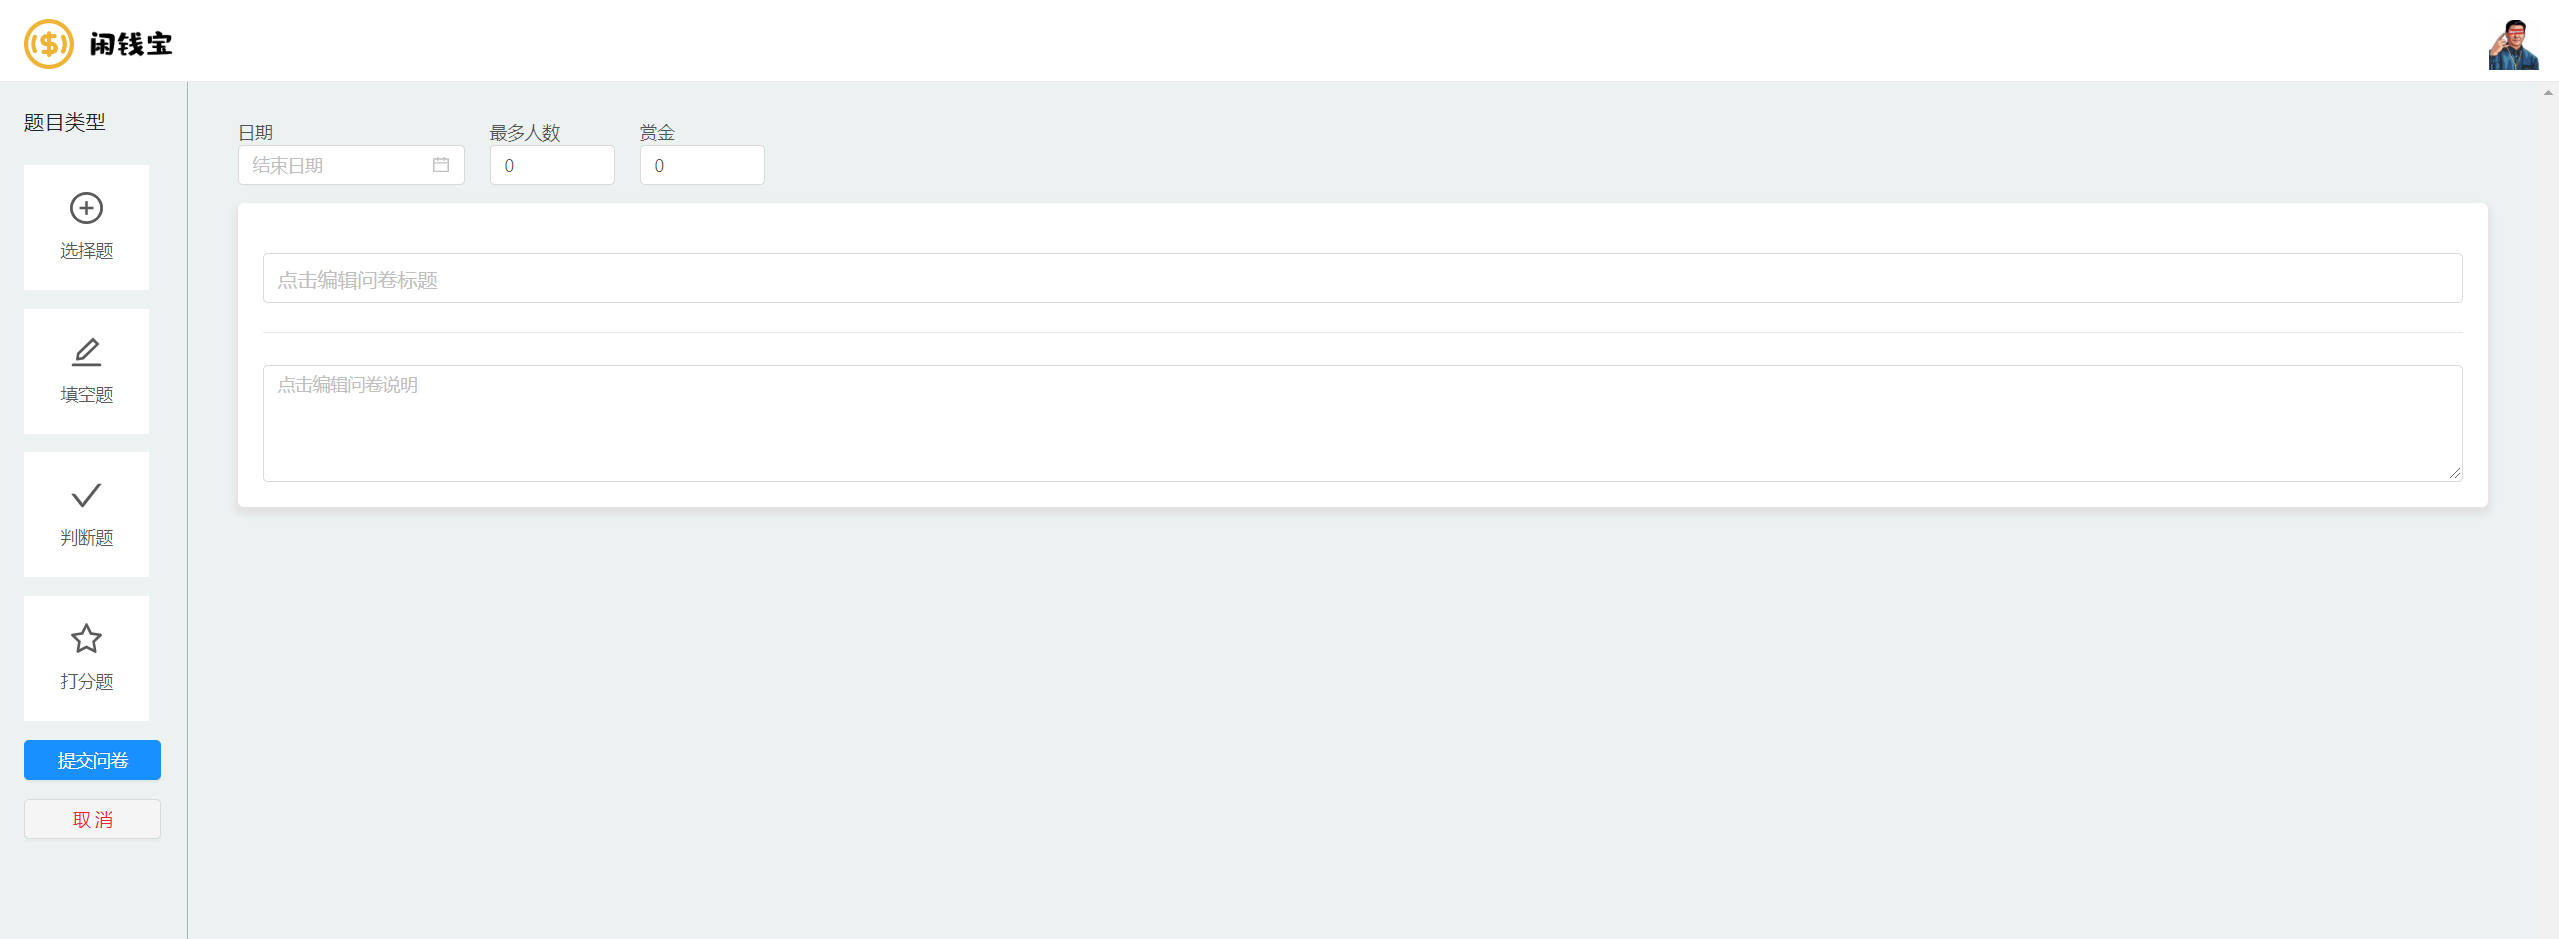 闲钱宝
题目类型
选择题
填空题
判断题
打分题
提交问卷
取 消
日期
最多人数
赏金
结束日期
0
0
点击编辑问卷标题
点击编辑问卷说明